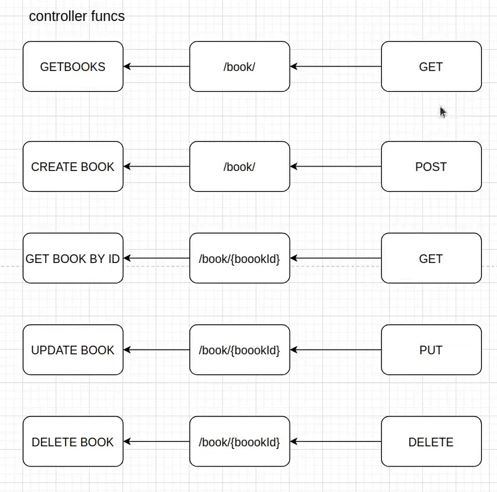 controller funcs
GETBOOKS
/book/
GET
CREATE BOOK
/book/
POST
GET BOOK BY ID
/book/{boookId}
GET
UPDATE BOOK
/book/{boookId}
PUT
DELETE BOOK
/book/{boookId}
DELETE